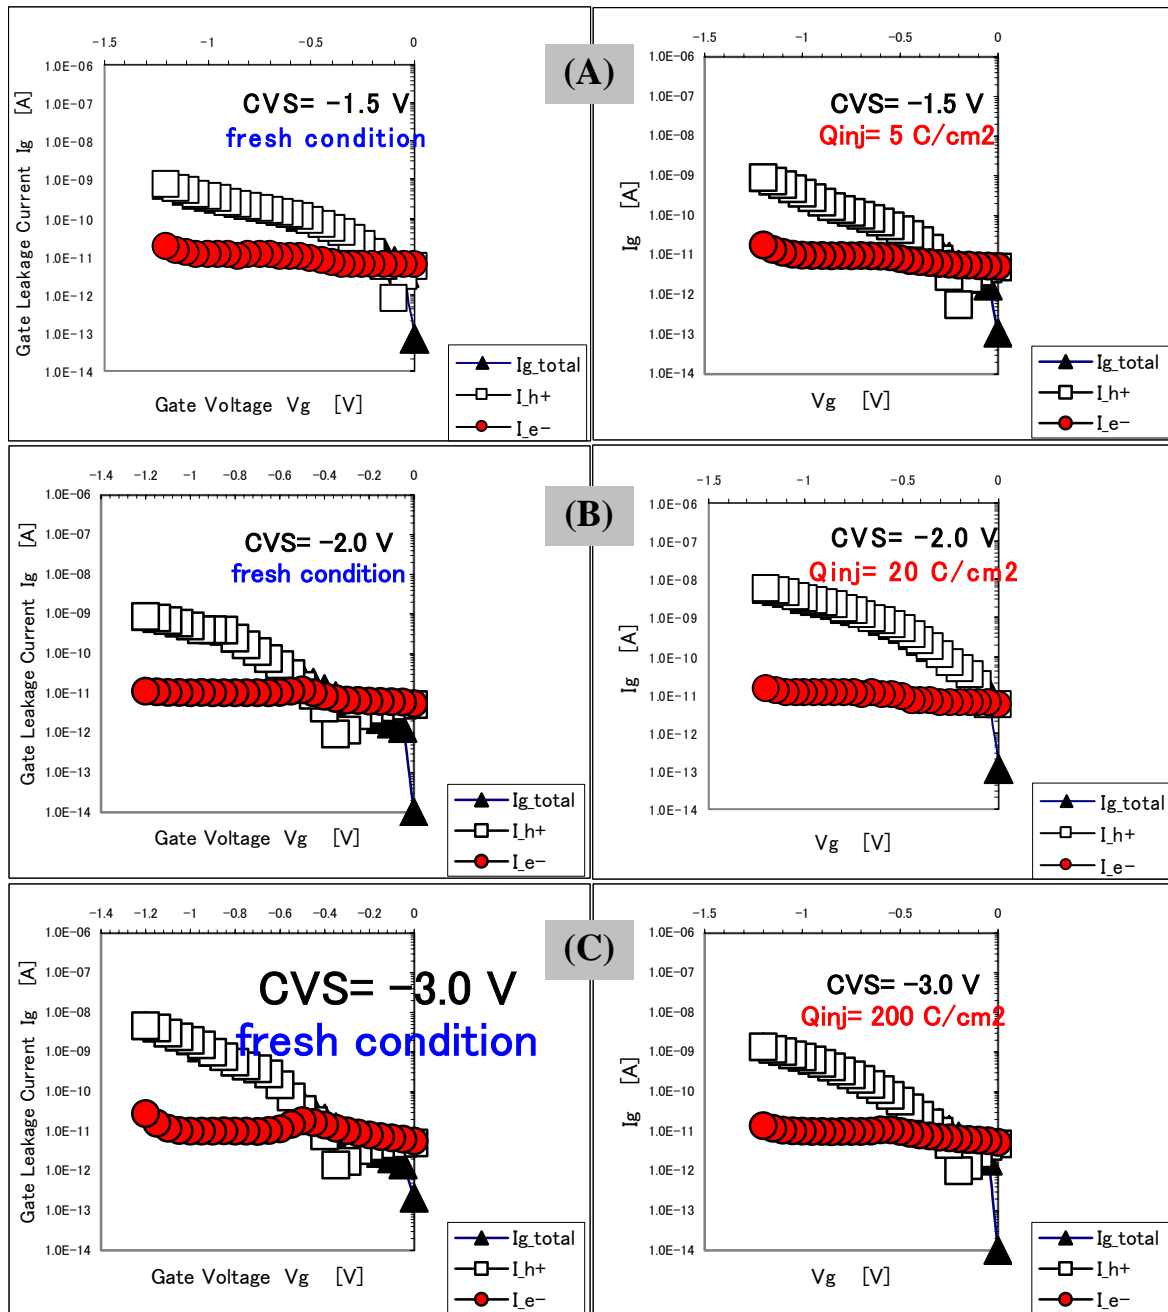 (A)
-1.5 -1 -0.5 0
1.0E-06
1.0E-07
1.0E-08
1.0E-09
1.0E-10
1.0E-11
1.0E-12
1.0E-13
1.0E-14
Gate Leakage Current Ig [A]
CVS= -1.5 V
fresh condition
Gate Voltage Vg [V]
Ig_total
I_h+
I_e-
-1.5 -1 -0.5 0
1.0E-06
1.0E-07
1.0E-08
1.0E-09
1.0E-10
1.0E-11
1.0E-12
1.0E-13
1.0E-14
Ig [A]
CVS= -1.5 V
Qinj= 5 C/cm2
Vg [V]
Ig_total
I_h+
I_e-
(B)
-1.4 -1.2 -1 -0.8 -0.6 -0.4 -0.2 0
1.0E-06
1.0E-07
1.0E-08
1.0E-09
1.0E-10
1.0E-11
1.0E-12
1.0E-13
1.0E-14
Gate Leakage Current Ig [A]
CVS= -2.0 V
fresh condition
Gate Voltage Vg [V]
Ig_total
I_h+
I_e-
-1.5 -1 -0.5 0
1.0E-06
1.0E-07
1.0E-08
1.0E-09
1.0E-10
1.0E-11
1.0E-12
1.0E-13
1.0E-14
Ig [A]
CVS= -2.0 V
Qinj= 20 C/cm2
Vg [V]
Ig_total
I_h+
I_e-
(C)
-1.4 -1.2 -1 -0.8 -0.6 -0.4 -0.2 0
1.0E-06
1.0E-07
1.0E-08
1.0E-09
1.0E-10
1.0E-11
1.0E-12
1.0E-13
1.0E-14
Gate Leakage Current Ig [A]
CVS= -3.0 V
fresh condition
Gate Voltage Vg [V]
Ig_total
I_h+
I_e-
-1.5 -1 -0.5 0
1.0E-06
1.0E-07
1.0E-08
1.0E-09
1.0E-10
1.0E-11
1.0E-12
1.0E-13
1.0E-14
Ig [A]
CVS= -3.0 V
Qinj= 200 C/cm2
Vg [V]
Ig_total
I_h+
I_e-